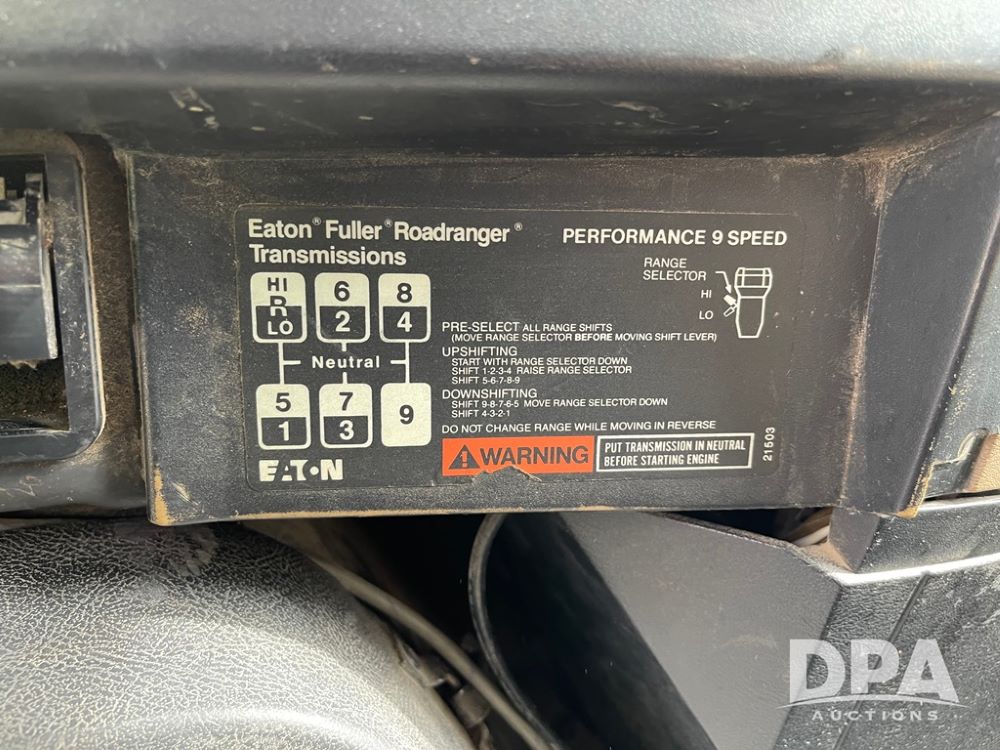 Eaton® Fuller® Roadranger®
Transmissions
PERFORMANCE 9 SPEED
HI
R
LO
6
2
8
4
Neutral
5
1
7
3
9
EATON
RANGE
SELECTOR
HI
LO
PRE-SELECT ALL RANGE SHIFTS
(MOVE RANGE SELECTOR BEFORE MOVING SHIFT LEVER)
UPSHIFTING
START WITH RANGE SELECTOR DOWN
SHIFT 1-2-3-4 RAISE RANGE SELECTOR
SHIFT 5-6-7-8-9
DOWNSHIFTING
SHIFT 9-8-7-6-5 MOVE RANGE SELECTOR DOWN
SHIFT 4-3-2-1
DO NOT CHANGE RANGE WHILE MOVING IN REVERSE
WARNING
PUT TRANSMISSION IN NEUTRAL
BEFORE STARTING ENGINE
21503
DPA
AUCTIONS